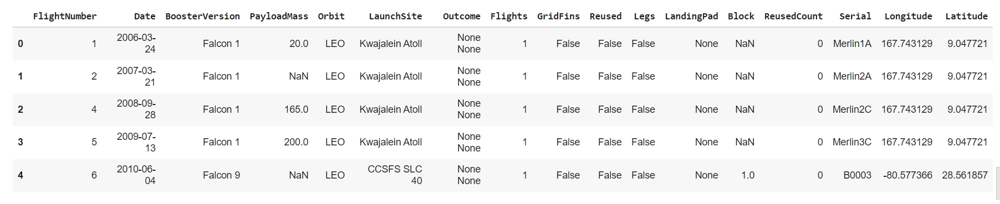 FlightNumber Date BoosterVersion PayloadMass Orbit LaunchSite Outcome Flights GridFins Reused Legs LandingPad Block ReusedCount Serial Longitude Latitude
0 1 2006-03-24 Falcon 1 20.0 LEO Kwajalein Atoll None None 1 False False False None NaN 0 Merlin1A 167.743129 9.047721
1 2 2007-03-21 Falcon 1 NaN LEO Kwajalein Atoll None None 1 False False False None NaN 0 Merlin2A 167.743129 9.047721
2 4 2008-09-28 Falcon 1 165.0 LEO Kwajalein Atoll None None 1 False False False None NaN 0 Merlin2C 167.743129 9.047721
3 5 2009-07-13 Falcon 1 200.0 LEO Kwajalein Atoll None None 1 False False False None NaN 0 Merlin3C 167.743129 9.047721
4 6 2010-06-04 Falcon 9 NaN LEO CCSFS SLC 40 None None 1 False False False None 1.0 0 B0003 -80.577366 28.561857